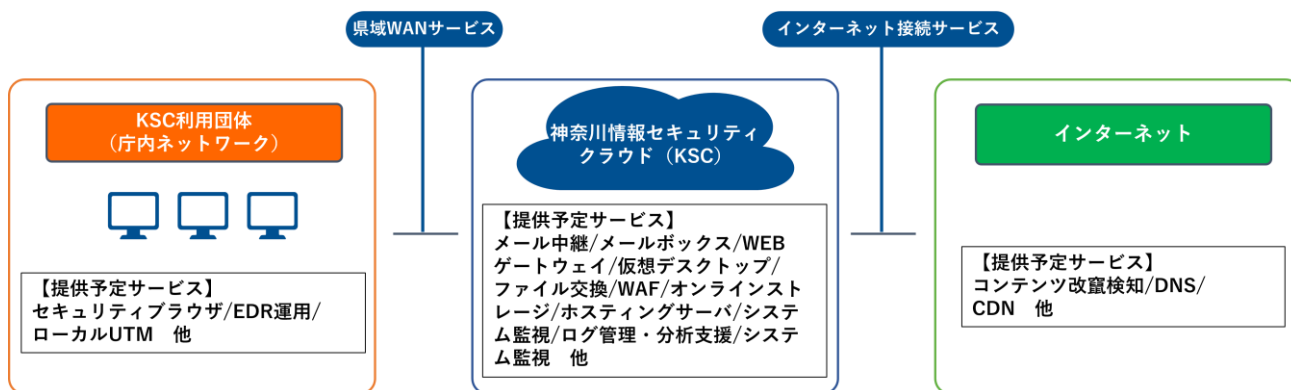 県域WANサービス
インターネット接続サービス
KSC利用団体
（庁内ネットワーク）
【提供予定サービス】
セキュリティブラウザ/EDR運用/
ローカルUTM　他
神奈川情報セキュリティ
クラウド（KSC）
【提供予定サービス】
メール中継/メールボックス/WEB
ゲートウェイ/仮想デスクトップ/
ファイル交換/WAF/オンラインスト
レージ/ホスティングサーバ/システ
ム監視/ログ管理・分析支援/システ
ム監視　他
インターネット
【提供予定サービス】
コンテンツ改竄検知/DNS/
CDN　他